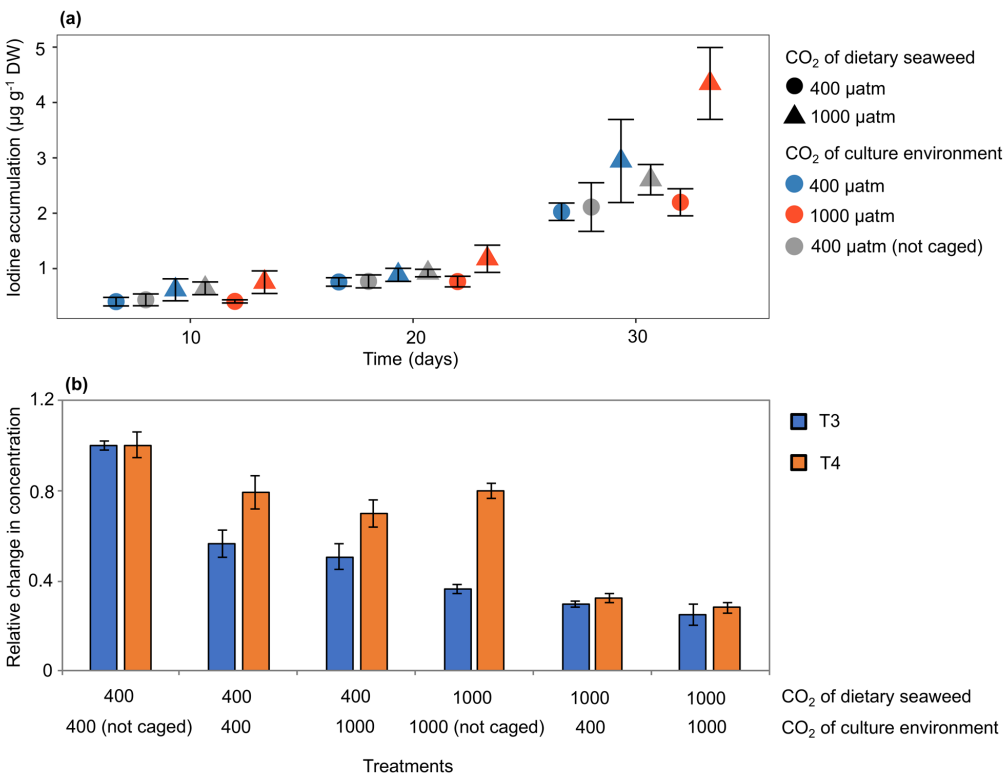 (a)
Iodine accumulation (µg g⁻¹ DW)
5
4
3
2
1
10 20 30
Time (days)
CO₂ of dietary seaweed
400 µatm
1000 µatm
CO₂ of culture environment
400 µatm
1000 µatm
400 µatm (not caged)
(b)
Relative change in concentration
1.2
0.8
0.4
0
T3
T4
400 400 400 1000 1000 1000 CO₂ of dietary seaweed
400 (not caged) 400 1000 1000 (not caged) 400 1000 CO₂ of culture environment
Treatments